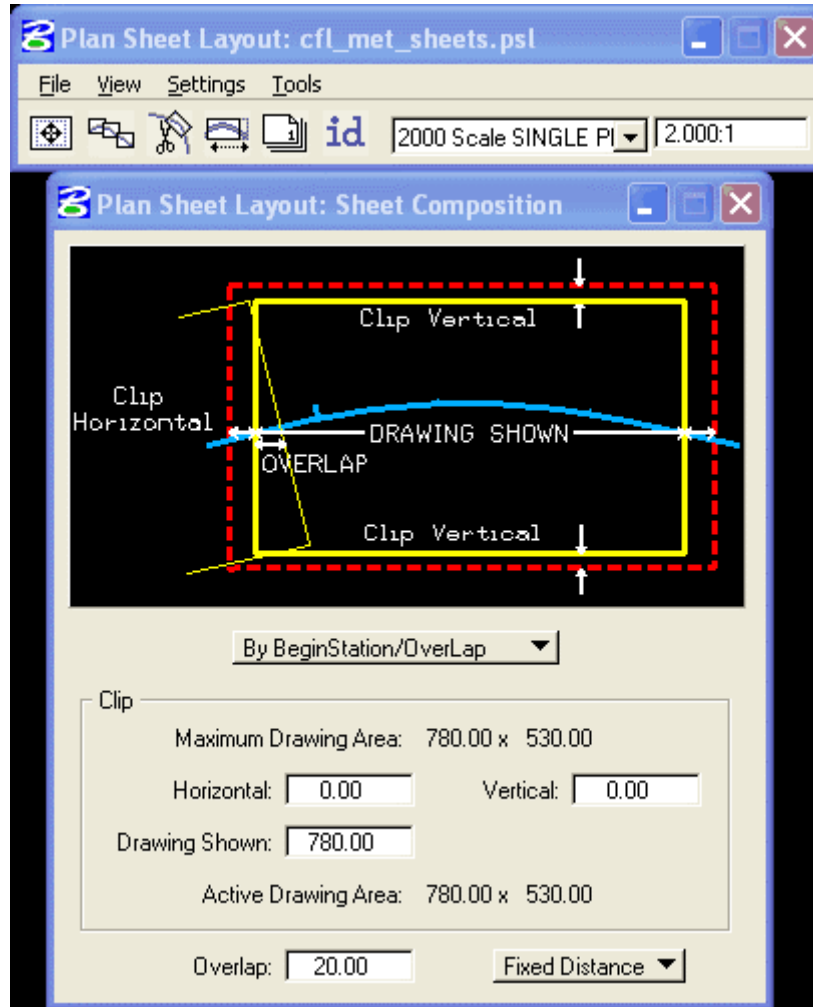 Plan Sheet Layout: cfl_met_sheets.psl
File View Settings Tools
1 id 2000 Scale SINGLE Pl 2.000:1
Plan Sheet Layout: Sheet Composition
Clip Vertical
Clip
Horizontal
DRAWING SHOWN
OVERLAP
Clip Vertical
By BeginStation/OverLap
Clip
Maximum Drawing Area: 780.00 x 530.00
Horizontal: 0.00 Vertical: 0.00
Drawing Shown: 780.00
Active Drawing Area: 780.00 x 530.00
Overlap: 20.00 Fixed Distance